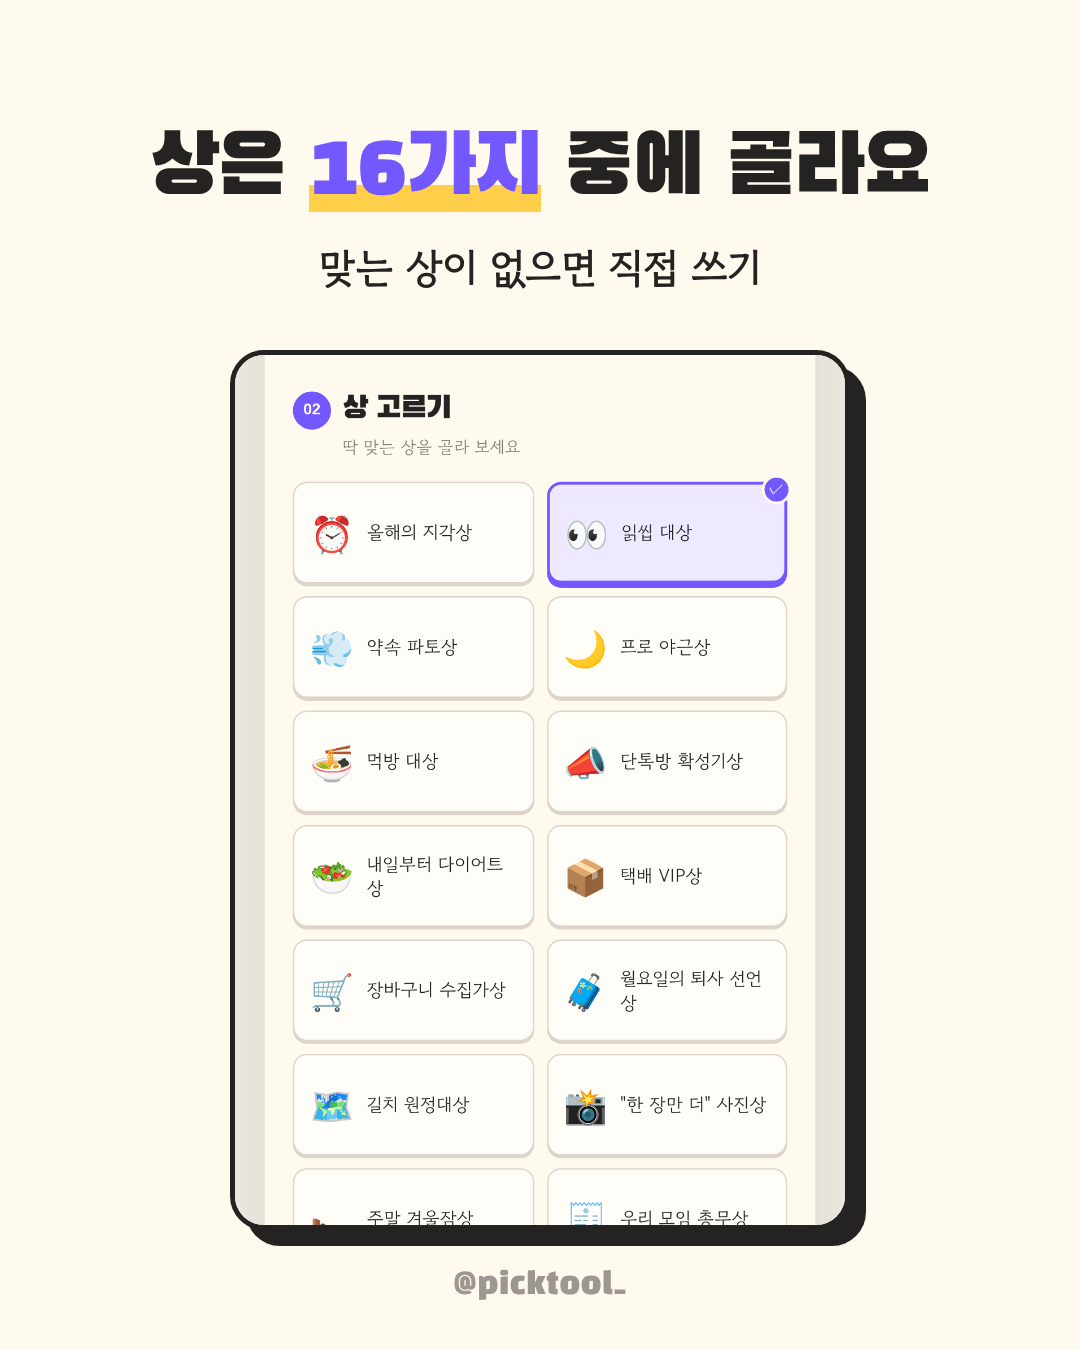 상은 16가지 중에 골라요
맞는 상이 없으면 직접 쓰기
02 상 고르기
딱 맞는 상을 골라 보세요
올해의 지각상
읽씹 대상
약속 파토상
프로 야근상
먹방 대상
단톡방 확성기상
내일부터 다이어트
상
택배 VIP상
장바구니 수집가상
월요일의 퇴사 선언
상
길치 원정대상
"한 장만 더" 사진상
주말 겨울잠상
우리 모임 총무상
@picktool_